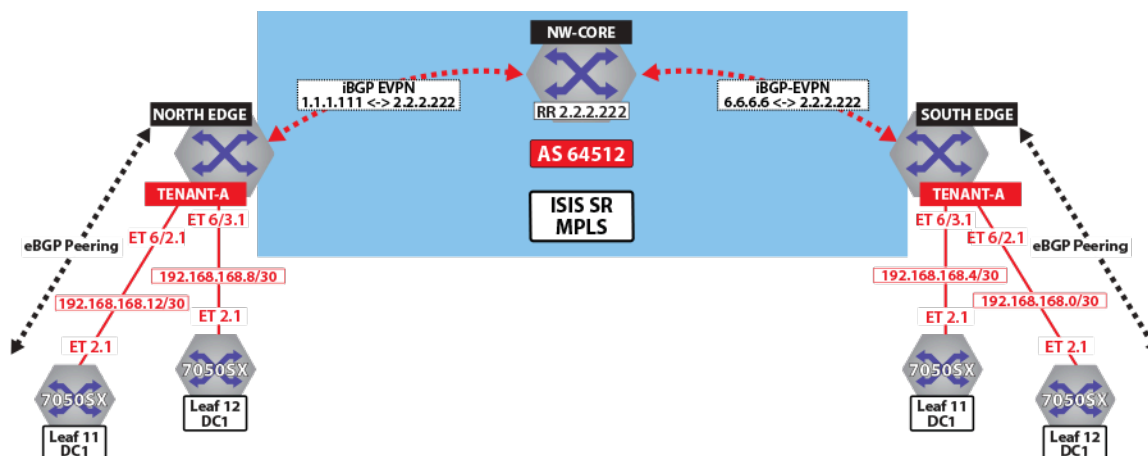 NW-CORE
iBGP EVPN
1.1.1.111 <-> 2.2.2.222
iBGP-EVPN
6.6.6.6 <-> 2.2.2.222
RR 2.2.2.222
NORTH EDGE
SOUTH EDGE
AS 64512
TENANT-A
TENANT-A
ISIS SR
MPLS
ET 6/3.1
ET 6/2.1
ET 6/3.1
ET 6/2.1
eBGP Peering
eBGP Peering
192.168.168.8/30
192.168.168.4/30
192.168.168.12/30
192.168.168.0/30
ET 2.1
ET 2.1
ET 2.1
ET 2.1
7050SX
Leaf 11
DC1
7050SX
Leaf 12
DC1
7050SX
Leaf 11
DC1
7050SX
Leaf 12
DC1